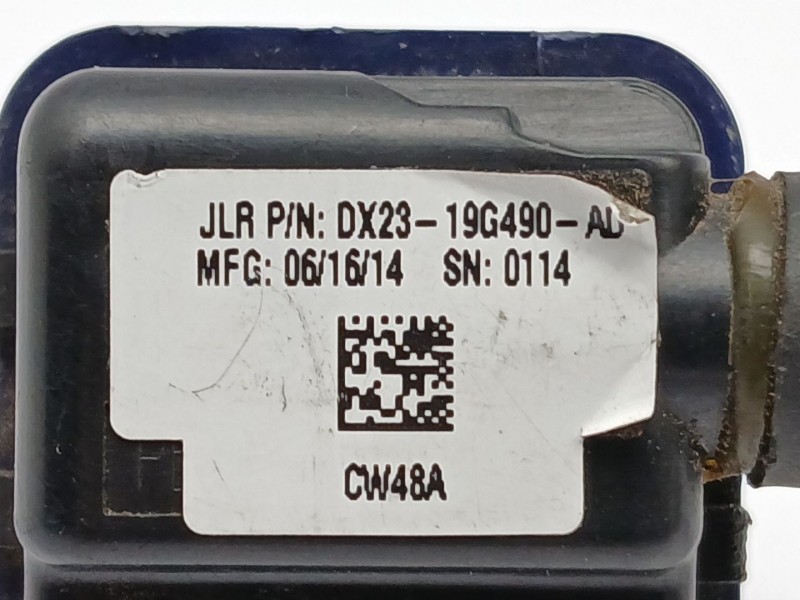 JLR P/N: DX23-19G490-AD
MFG: 06/16/14 SN: 0114
CW48A